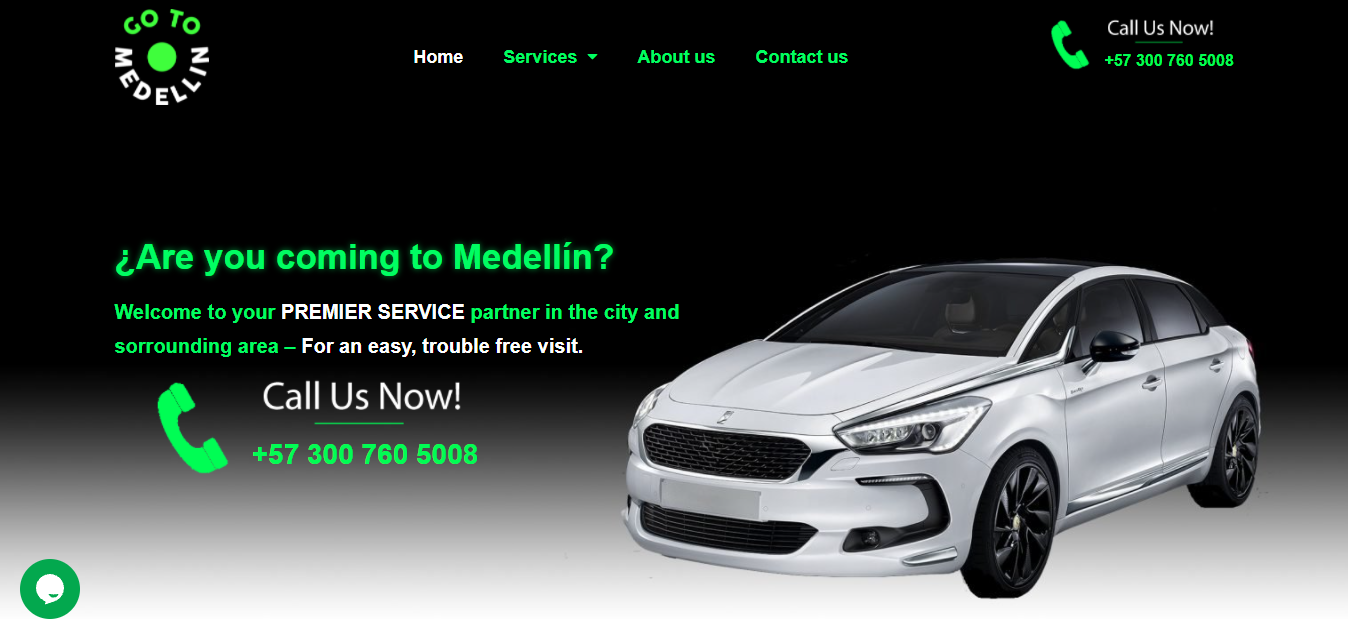 GO TO
MEDELLIN
Home
Services
About us
Contact us
Call Us Now!
+57 300 760 5008
¿Are you coming to Medellín?
Welcome to your PREMIER SERVICE partner in the city and
sorrounding area – For an easy, trouble free visit.
Call Us Now!
+57 300 760 5008